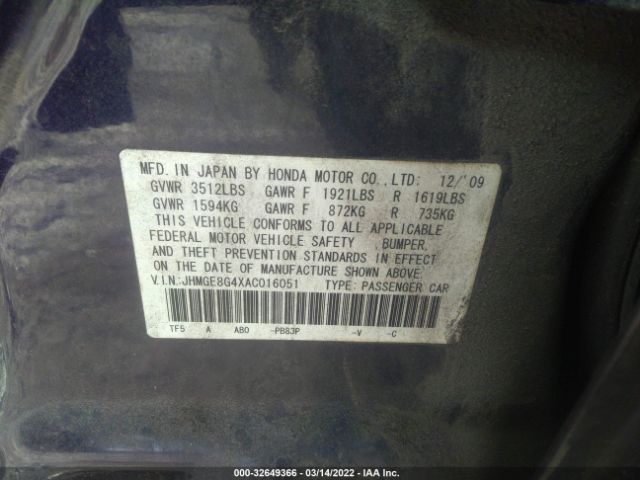 MFD. IN JAPAN BY HONDA MOTOR CO.,LTD: 12/'09
GVWR 3512LBS GAWR F 1921LBS R 1619LBS
GVWR 1594KG GAWR F 872KG R 735KG
THIS VEHICLE CONFORMS TO ALL APPLICABLE
FEDERAL MOTOR VEHICLE SAFETY BUMPER,
AND THEFT PREVENTION STANDARDS IN EFFECT
ON THE DATE OF MANUFACTURE SHOWN ABOVE.
V.I.N:JHMGE8G4XAC016051 TYPE: PASSENGER CAR
TF5 A AB0 -PB83P -V -C
000-32649366 - 03/14/2022 - IAA Inc.